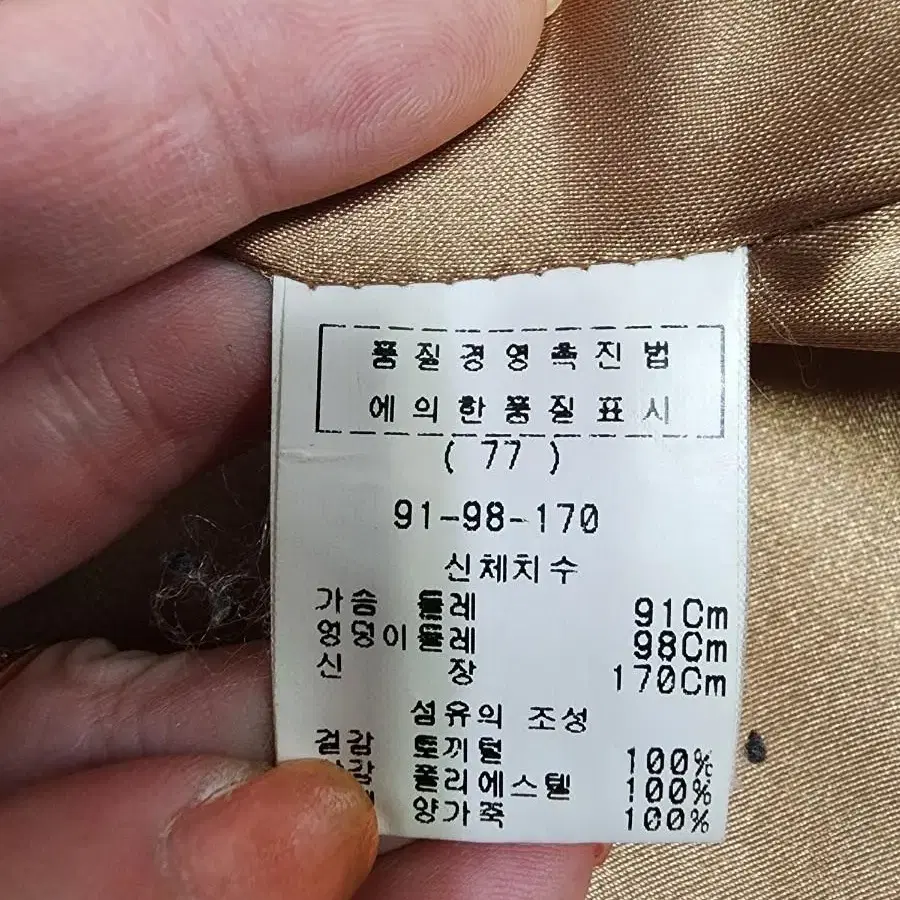 품질경영촉진법
에의한품질표시
( 77 )
91-98-170
신체치수
가슴 둘레 91Cm
엉덩이둘레 98Cm
신 장 170Cm
섬유의 조성
겉감 토끼털 100%
폴리에스텔 100%
양가죽 100%